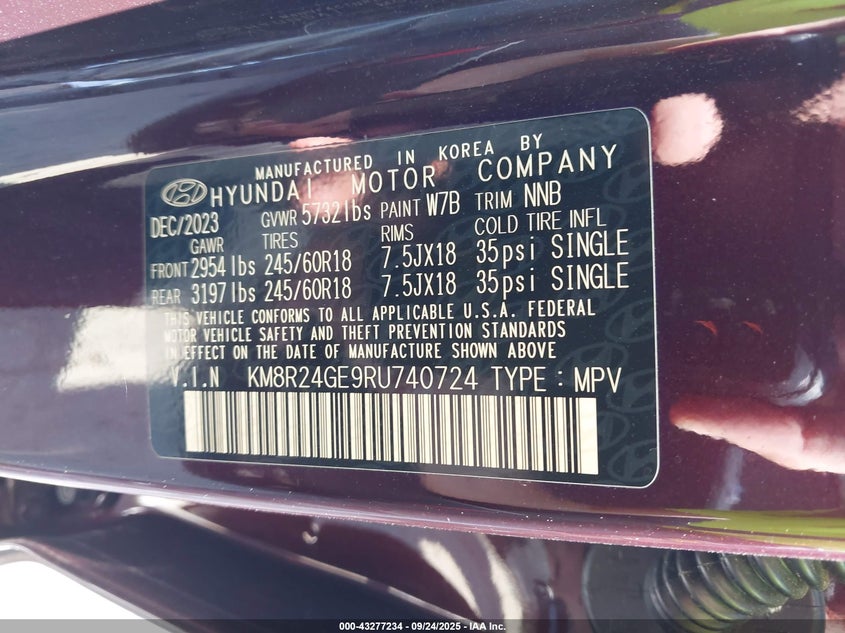 MANUFACTURED IN KOREA BY
HYUNDAI MOTOR COMPANY
DEC/2023 GVWR 5732lbs PAINT W7B TRIM NNB
GAWR TIRES RIMS COLD TIRE INFL
FRONT 2954lbs 245/60R18 7.5JX18 35psi SINGLE
REAR 3197lbs 245/60R18 7.5JX18 35psi SINGLE
THIS VEHICLE CONFORMS TO ALL APPLICABLE U.S.A. FEDERAL
MOTOR VEHICLE SAFETY AND THEFT PREVENTION STANDARDS
IN EFFECT ON THE DATE OF MANUFACTURE SHOWN ABOVE
V.I.N KM8R24GE9RU740724 TYPE : MPV
000-43277234 - 09/24/2025 - IAA Inc.